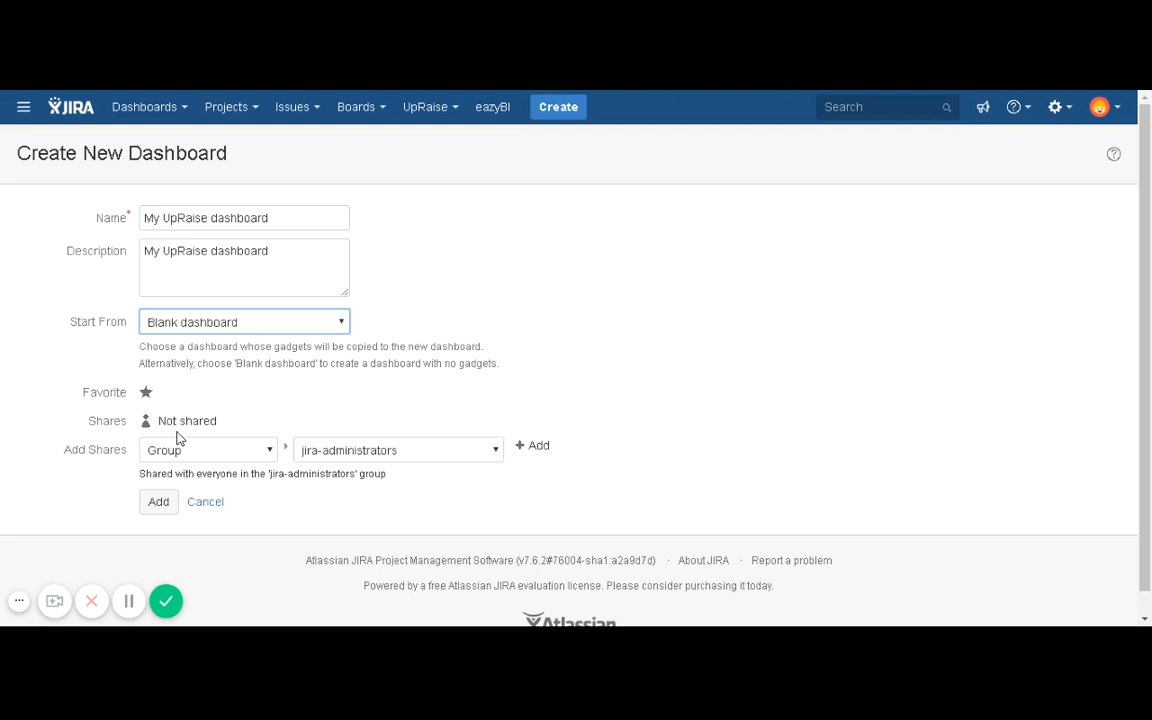 JIRA Dashboards Projects Issues Boards UpRaise eazyBI Create Search
Create New Dashboard
Name* My UpRaise dashboard
Description My UpRaise dashboard
Start From Blank dashboard
Choose a dashboard whose gadgets will be copied to the new dashboard.
Alternatively, choose 'Blank dashboard' to create a dashboard with no gadgets.
Favorite
Shares Not shared
Add Shares Group jira-administrators + Add
Shared with everyone in the 'jira-administrators' group
Add Cancel
Atlassian JIRA Project Management Software (v7.6.2#76004-sha1:a2a9d7d) · About JIRA · Report a problem
Powered by a free Atlassian JIRA evaluation license. Please consider purchasing it today.
Atlassian